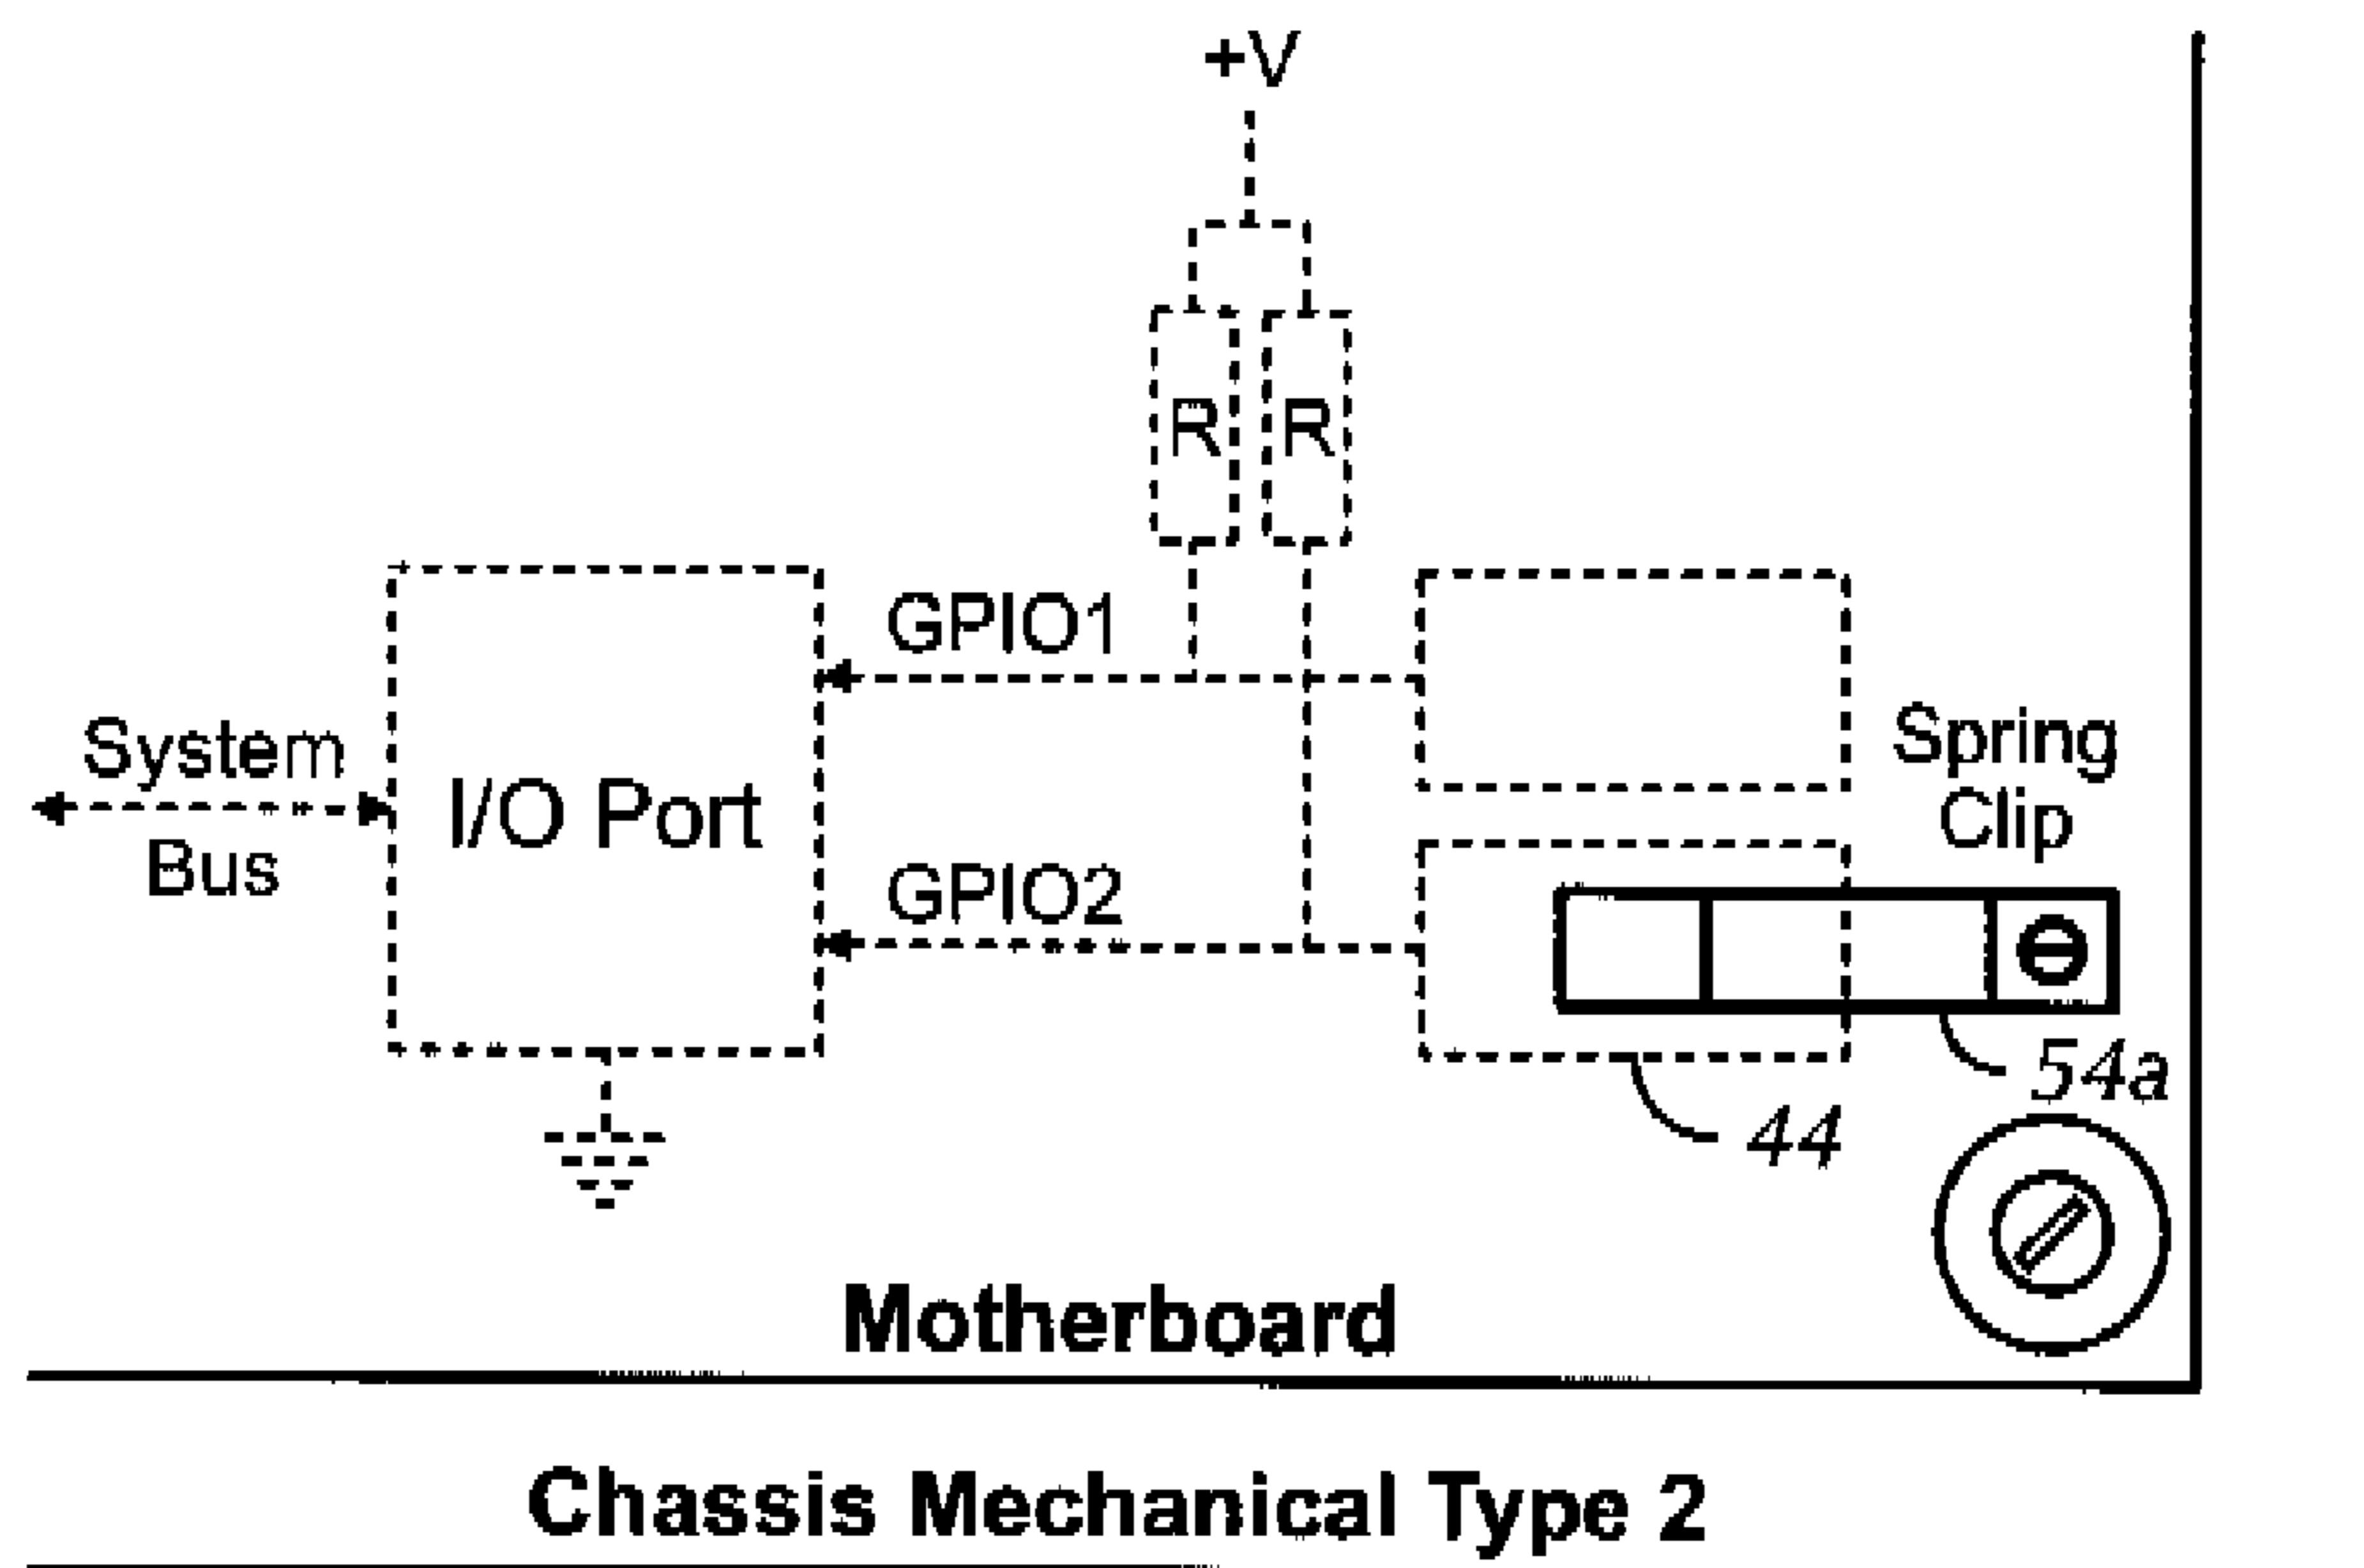 +V
R R
GPIO1
System
Bus
I/O Port
GPIO2
Spring
Clip
54a
44
Motherboard
Chassis Mechanical Type 2